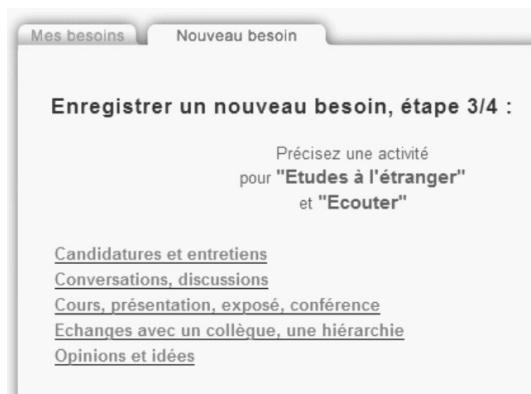 Mes besoins Nouveau besoin
Enregistrer un nouveau besoin, étape 3/4 :
Précisez une activité
pour "Etudes à l'étranger"
et "Ecouter"
Candidatures et entretiens
Conversations, discussions
Cours, présentation, exposé, conférence
Echanges avec un collègue, une hiérarchie
Opinions et idées